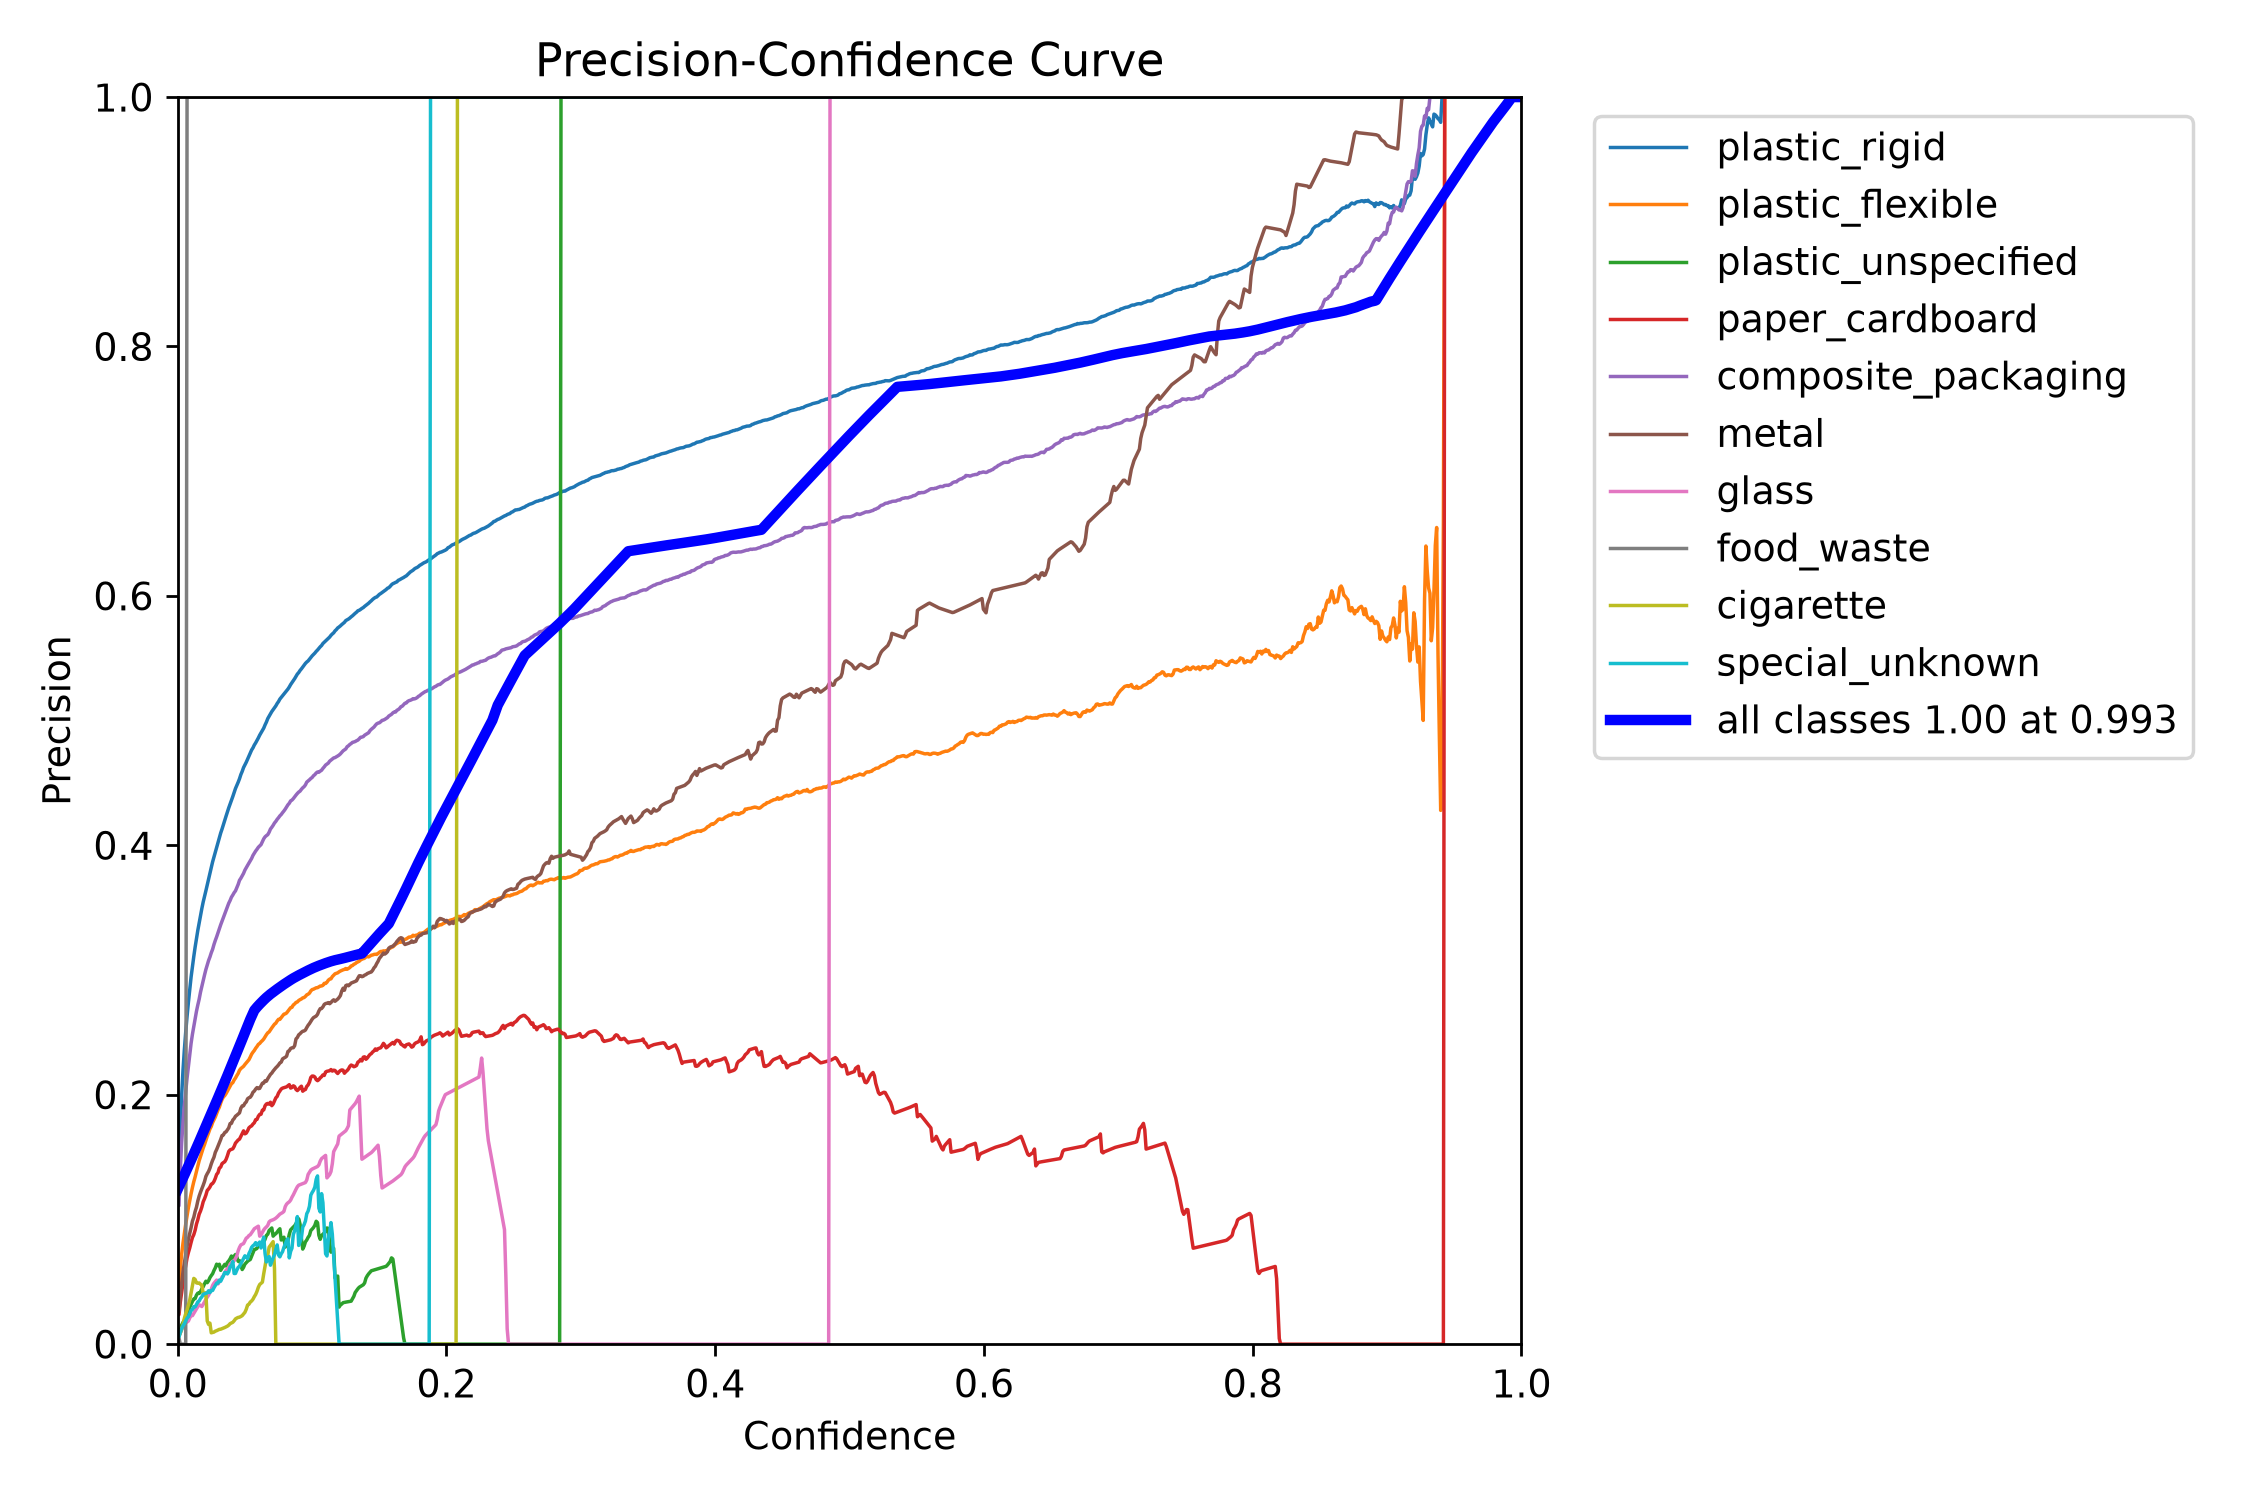 Precision-Confidence Curve
1.0
0.8
0.6
0.4
0.2
0.0
Precision
0.0 0.2 0.4 0.6 0.8 1.0
Confidence
plastic_rigid
plastic_flexible
plastic_unspecified
paper_cardboard
composite_packaging
metal
glass
food_waste
cigarette
special_unknown
all classes 1.00 at 0.993